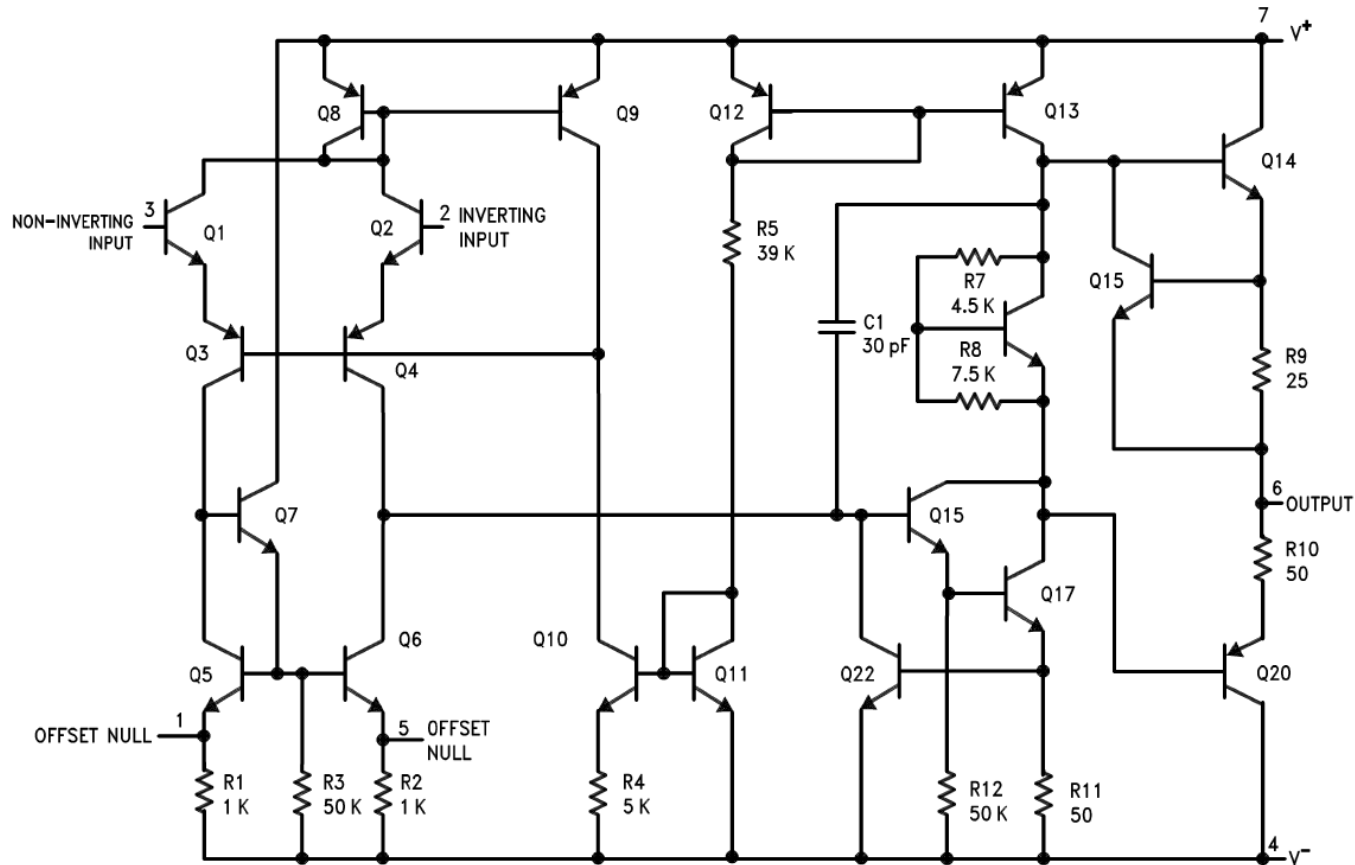 7
V+
Q8
Q9
Q12
Q13
Q14
3
NON-INVERTING
INPUT
Q1
Q2
2
INVERTING
INPUT
R5
39 K
Q15
R7
4.5 K
C1
30 pF
R8
7.5 K
Q3
Q4
R9
25
6
OUTPUT
Q7
Q15
R10
50
Q17
Q5
Q6
Q10
Q11
Q22
Q20
OFFSET NULL
1
5
OFFSET
NULL
R1
1 K
R3
50 K
R2
1 K
R4
5 K
R12
50 K
R11
50
4
V-